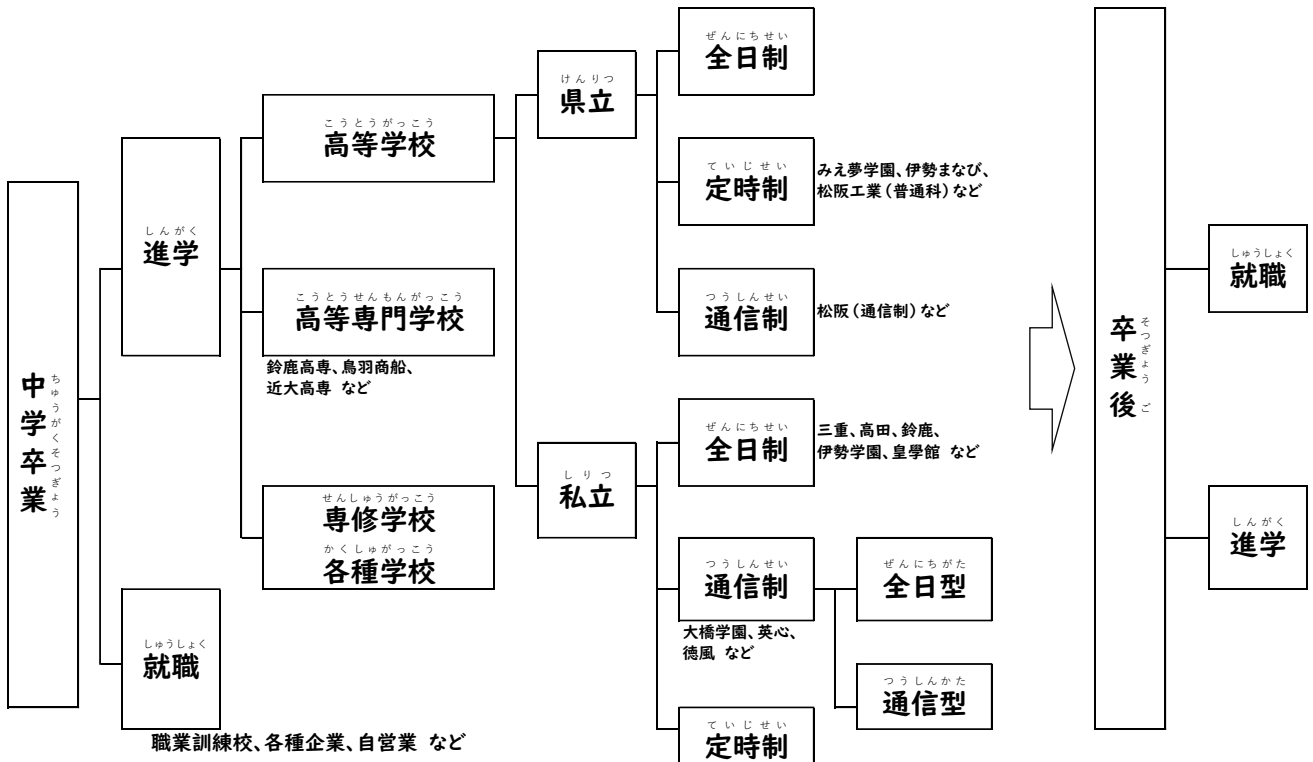 ちゅうがくそつぎょう
中学卒業
しんがく
進学
しゅうしょく
就職
職業訓練校、各種企業、自営業 など
こうとうがっこう
高等学校
こうとうせんもんがっこう
高等専門学校
鈴鹿高専、鳥羽商船、
近大高専 など
せんしゅうがっこう
専修学校
かくしゅがっこう
各種学校
けんりつ
県立
ぜんにちせい
全日制
ていじせい
定時制
みえ夢学園、伊勢まなび、
松阪工業(普通科)など
つうしんせい
通信制
松阪(通信制)など
しりつ
私立
ぜんにちせい
全日制
三重、高田、鈴鹿、
伊勢学園、皇學館 など
つうしんせい
通信制
大橋学園、英心、
徳風 など
ぜんにちがた
全日型
つうしんかた
通信型
ていじせい
定時制
そつぎょうご
卒業後
しゅうしょく
就職
しんがく
進学